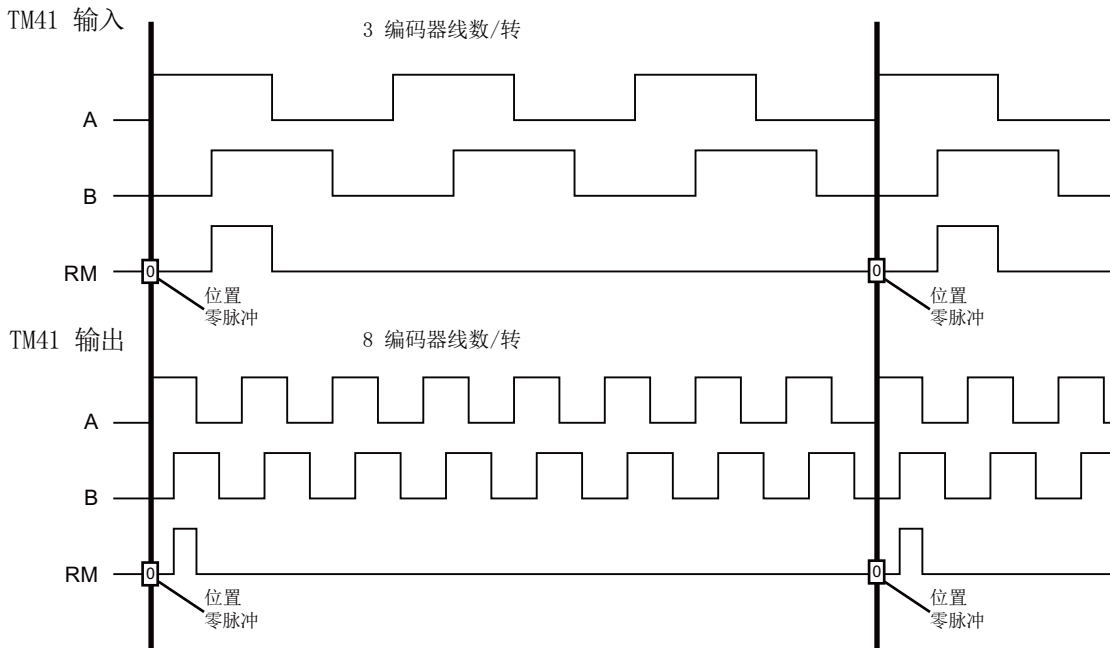 TM41 输入
3 编码器线数/转
A
B
RM
0
0
位置
零脉冲
位置
零脉冲
TM41 输出
8 编码器线数/转
A
B
RM
0
0
位置
零脉冲
位置
零脉冲